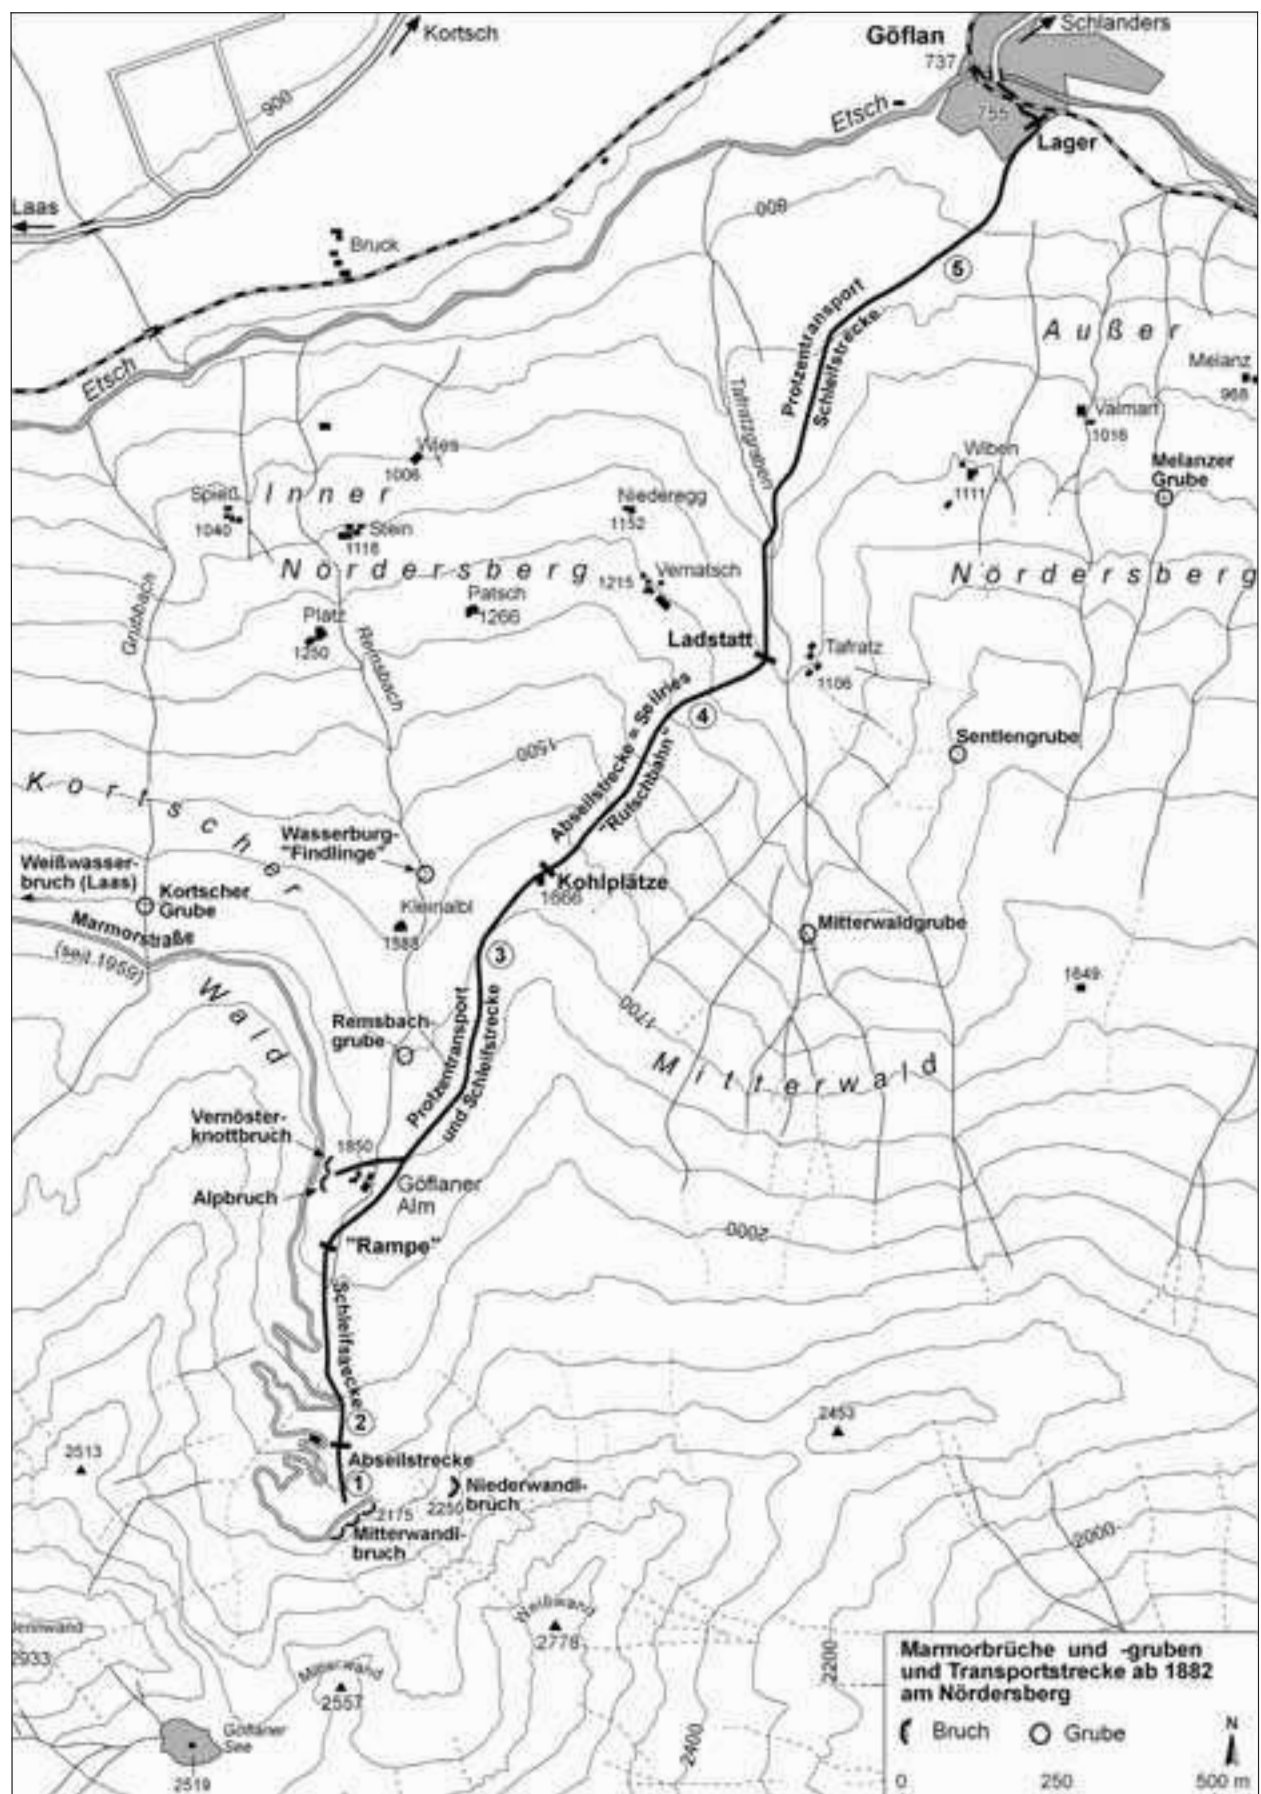 Kortsch
Göflan
Schlanders
737
900
Etsch
755
Lager
Laas
800
Bruck
5
Protzentransport
Schleifstrecke
Außer
Etsch
Melanz
968
Tafratzgraben
Valmart
1016
Wies
1006
Wiben
1111
Melanzer
Grube
Spieß
1040
Inner
Niederegg
1152
Stein
1116
Nördersberg
1215
Vernatsch
Nördersberg
Patsch
1266
Grubbach
Platz
1250
Remsbach
Ladstatt
Tafratz
1106
4
Abseilstrecke = Seilries
"Rutschbahn"
Sentlengrube
1500
Kortscher
Wasserburg-
"Findlinge"
Weißwasser-
bruch (Laas)
Kortscher
Grube
Kohlplätze
1666
Kleinalbl
1588
Mitterwaldgrube
Marmorstraße
(seit 1959)
3
1649
Wald
1700
Remsbach-
grube
Protzentransport
und Schleifstrecke
Mitterwald
Vernöster-
knottbruch
1850
Alpbruch
Göflaner
Alm
2000
"Rampe"
Schleifstrecke
2
2453
2513
Abseilstrecke
1
Niederwandl-
bruch
2255
2175
Mitterwandl-
bruch
2000
Weißwand
2778
Jennwand
2933
Mitterwand
2557
2200
2400
Göflaner
See
2519
Marmorbrüche und -gruben
und Transportstrecke ab 1882
am Nördersberg
Bruch
Grube
N
0 250 500 m